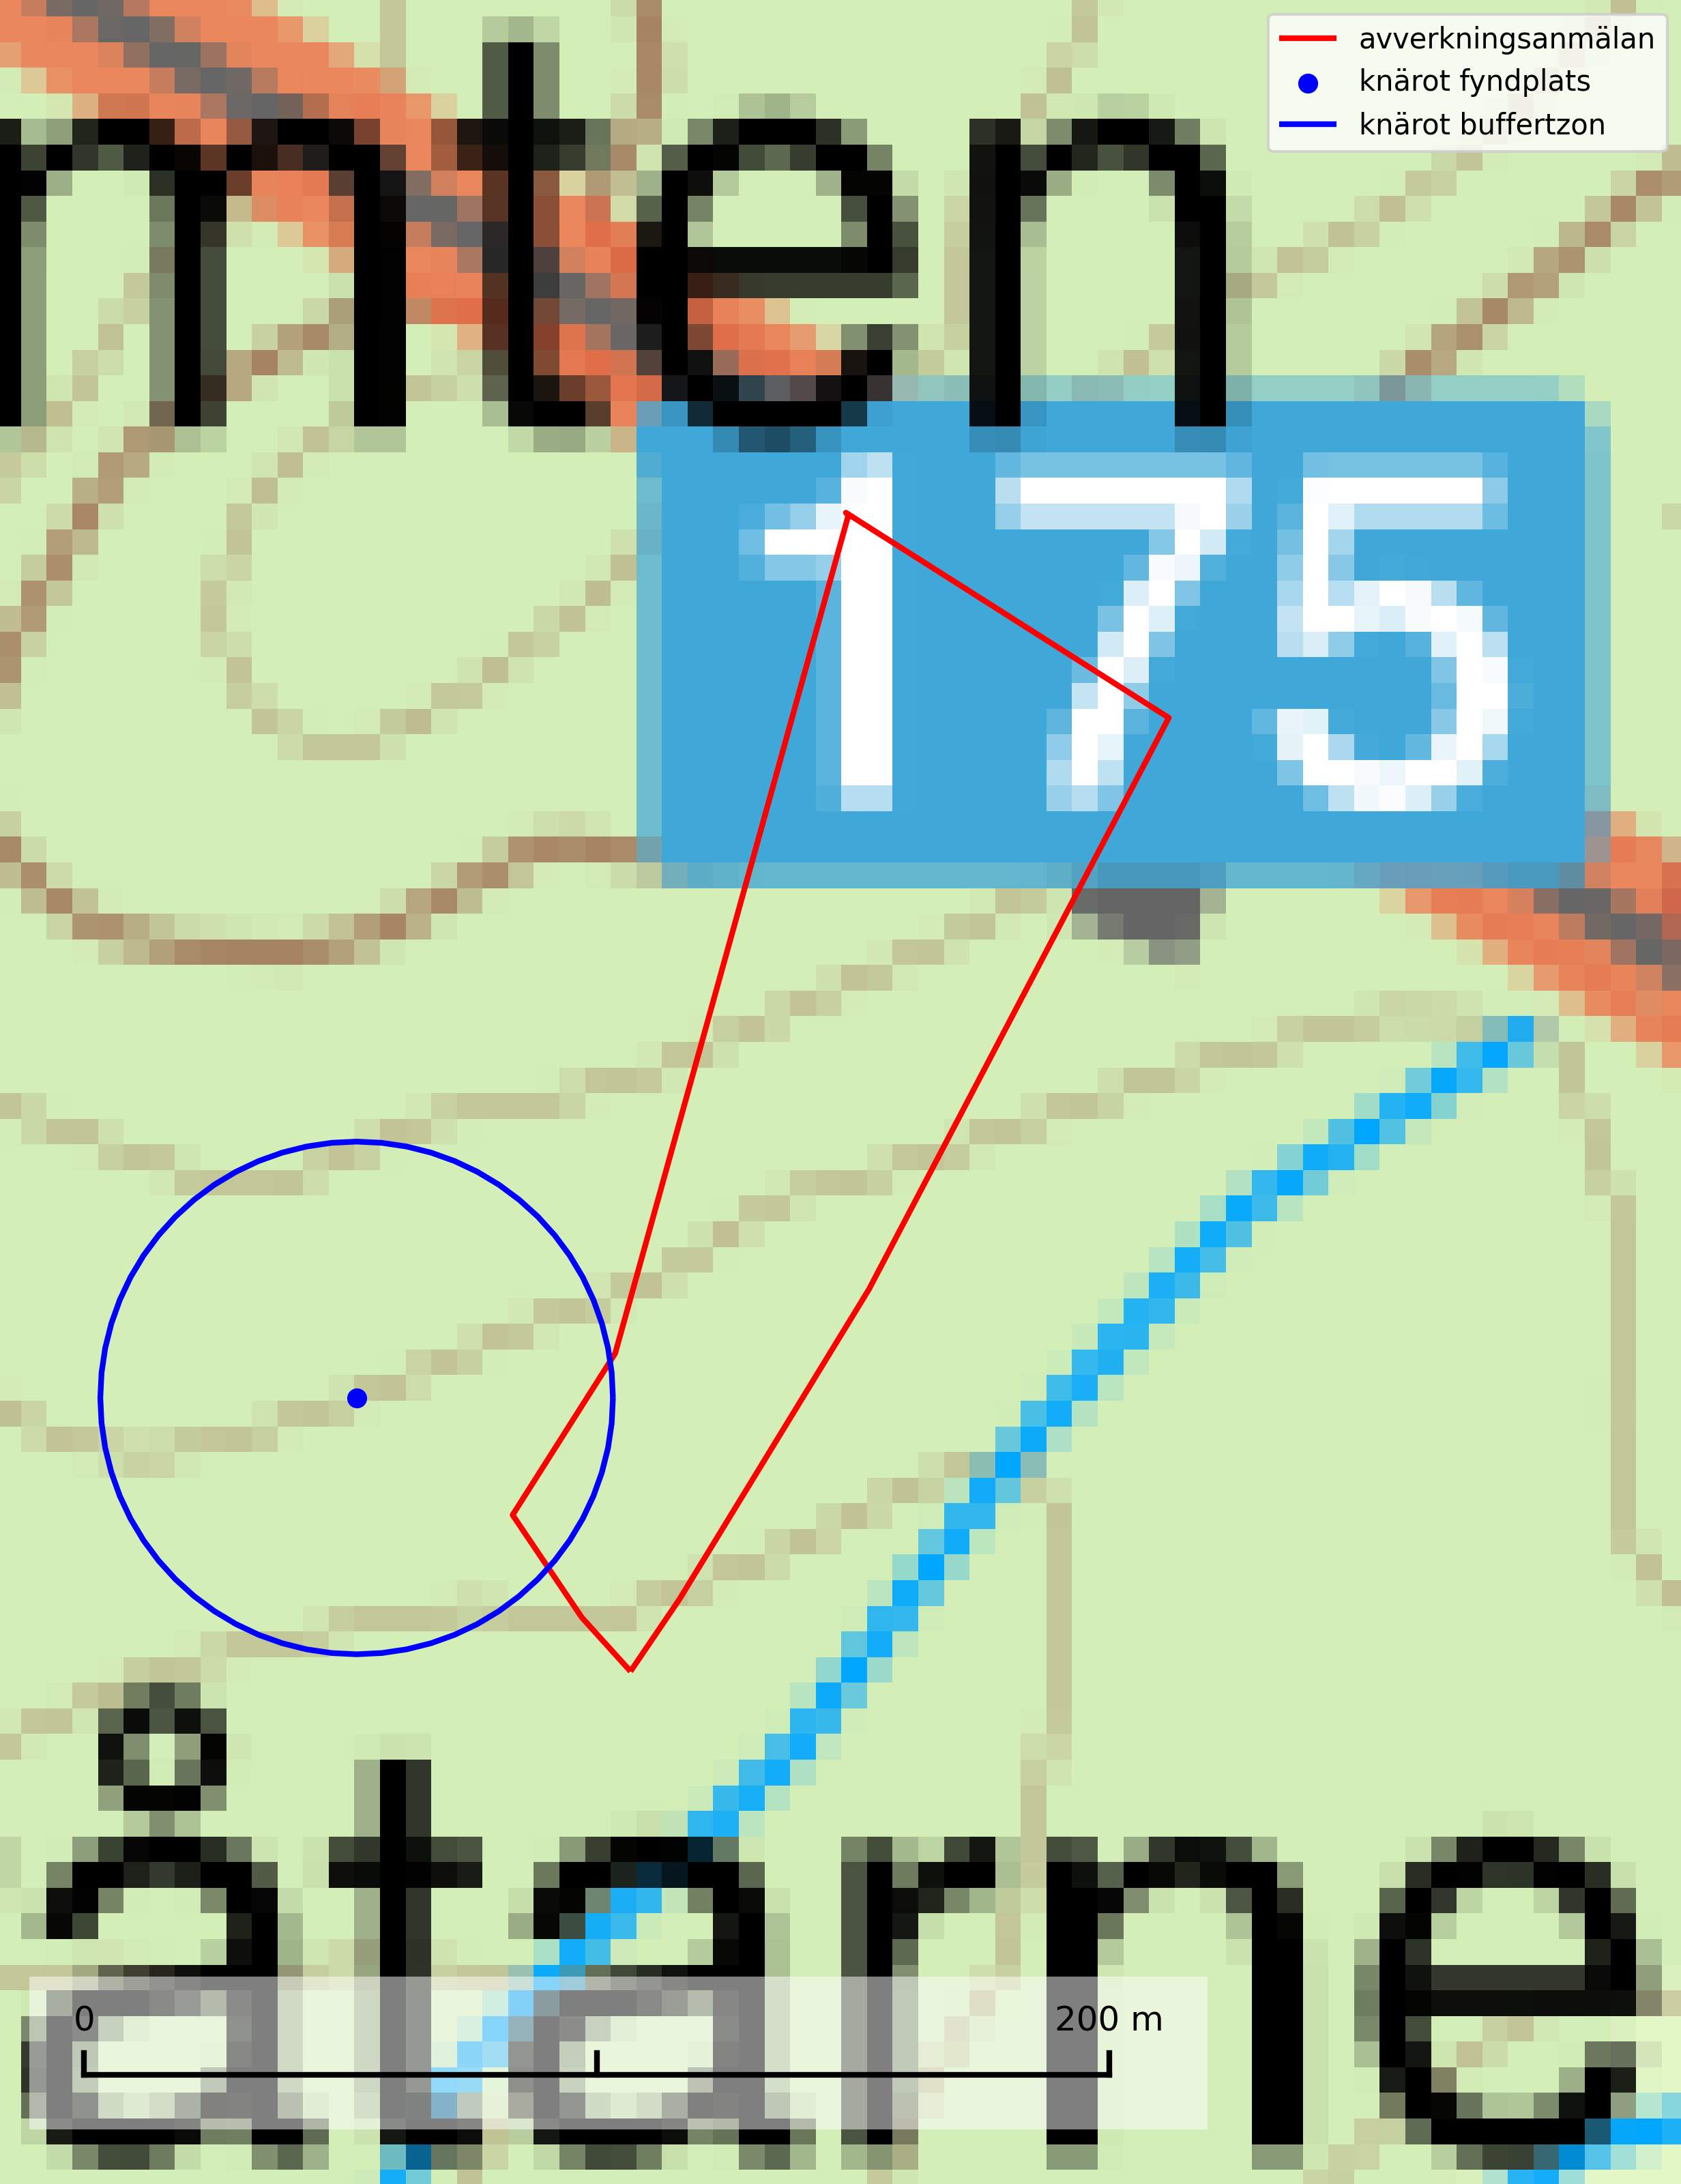 avverkningsanmälan
knärot fyndplats
knärot buffertzon
nten
175
åtarne
0 200 m